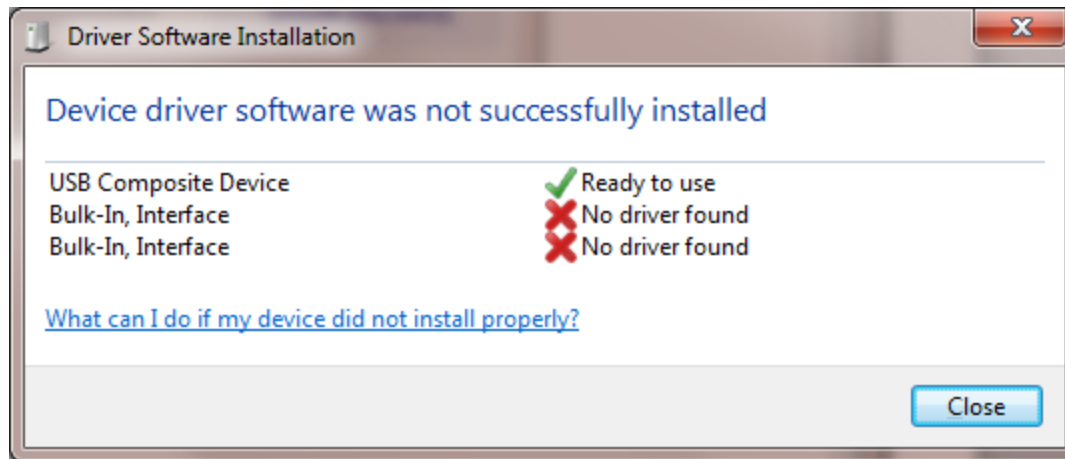 Driver Software Installation
Device driver software was not successfully installed
USB Composite Device Ready to use
Bulk-In, Interface No driver found
Bulk-In, Interface No driver found
What can I do if my device did not install properly?
Close